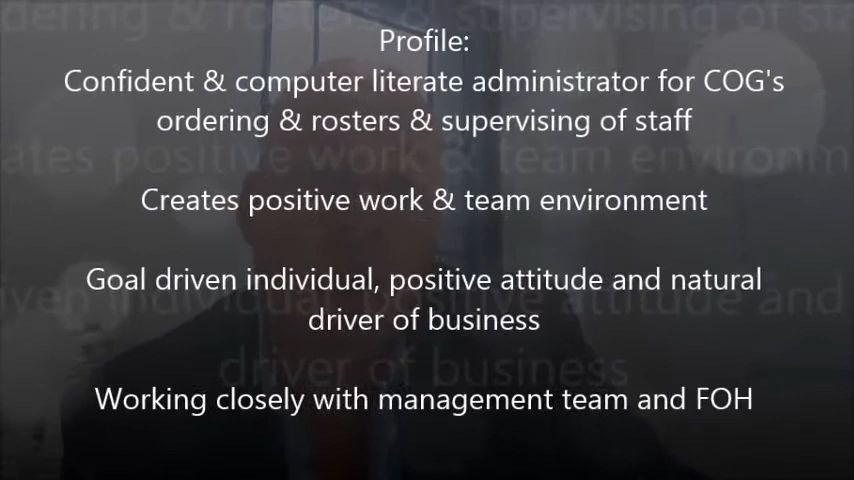 Profile:
Confident & computer literate administrator for COG's
ordering & rosters & supervising of staff
Creates positive work & team environment
Goal driven individual, positive attitude and natural
driver of business
Working closely with management team and FOH